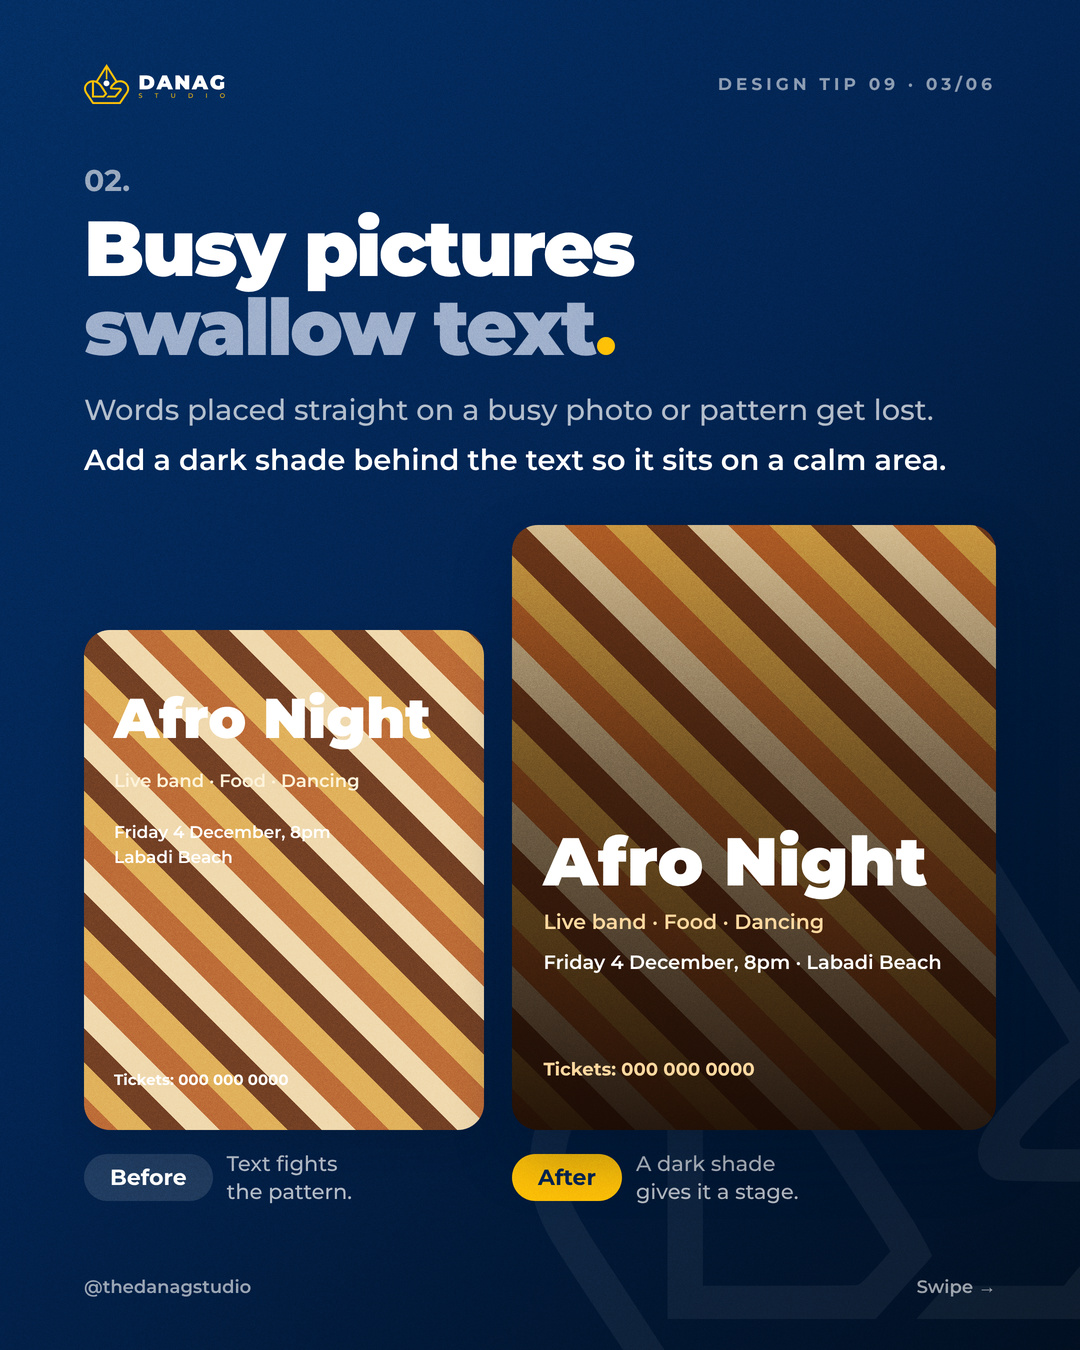 DANAG
STUDIO
DESIGN TIP 09 · 03/06
02.
Busy pictures
swallow text.
Words placed straight on a busy photo or pattern get lost.
Add a dark shade behind the text so it sits on a calm area.
Afro Night
Live band · Food · Dancing
Friday 4 December, 8pm
Labadi Beach
Tickets: 000 000 0000
Afro Night
Live band · Food · Dancing
Friday 4 December, 8pm · Labadi Beach
Tickets: 000 000 0000
Before
Text fights
the pattern.
After
A dark shade
gives it a stage.
@thedanagstudio
Swipe →